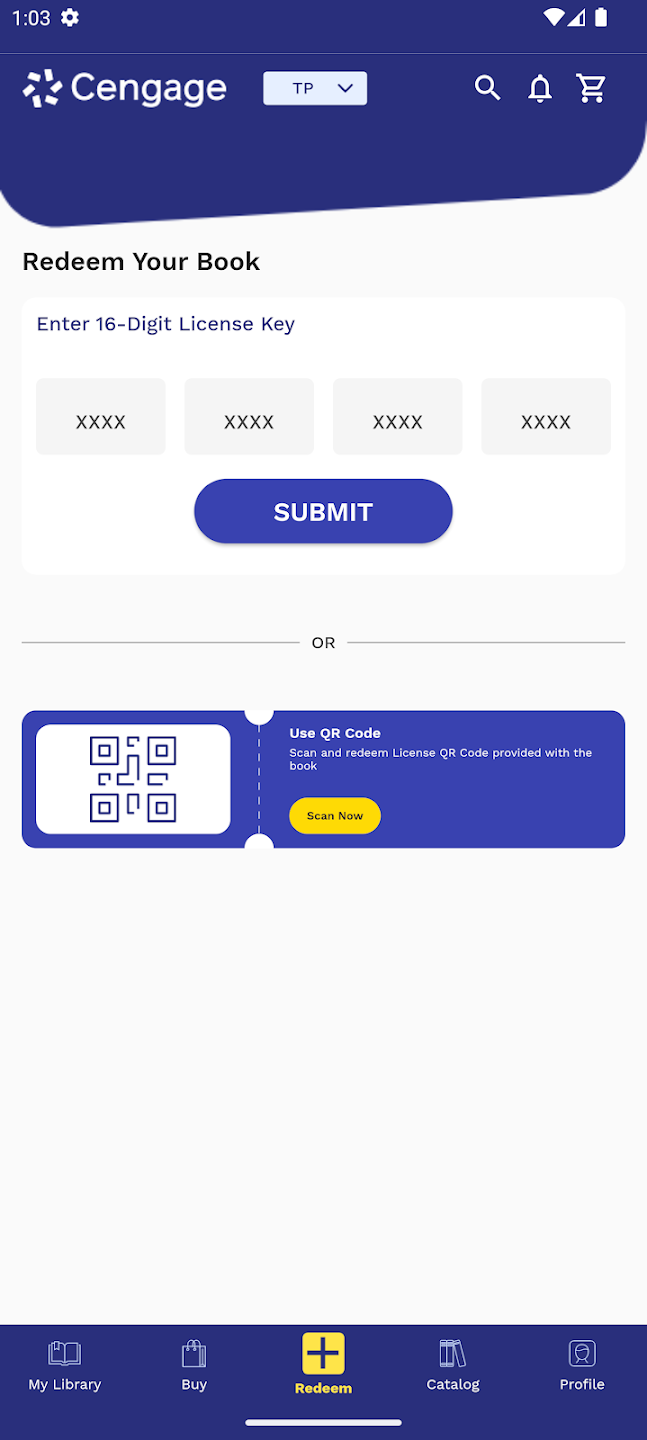 1:03
Cengage
TP
Redeem Your Book
Enter 16-Digit License Key
XXXX XXXX XXXX XXXX
SUBMIT
OR
Use QR Code
Scan and redeem License QR Code provided with the
book
Scan Now
My Library Buy Redeem Catalog Profile